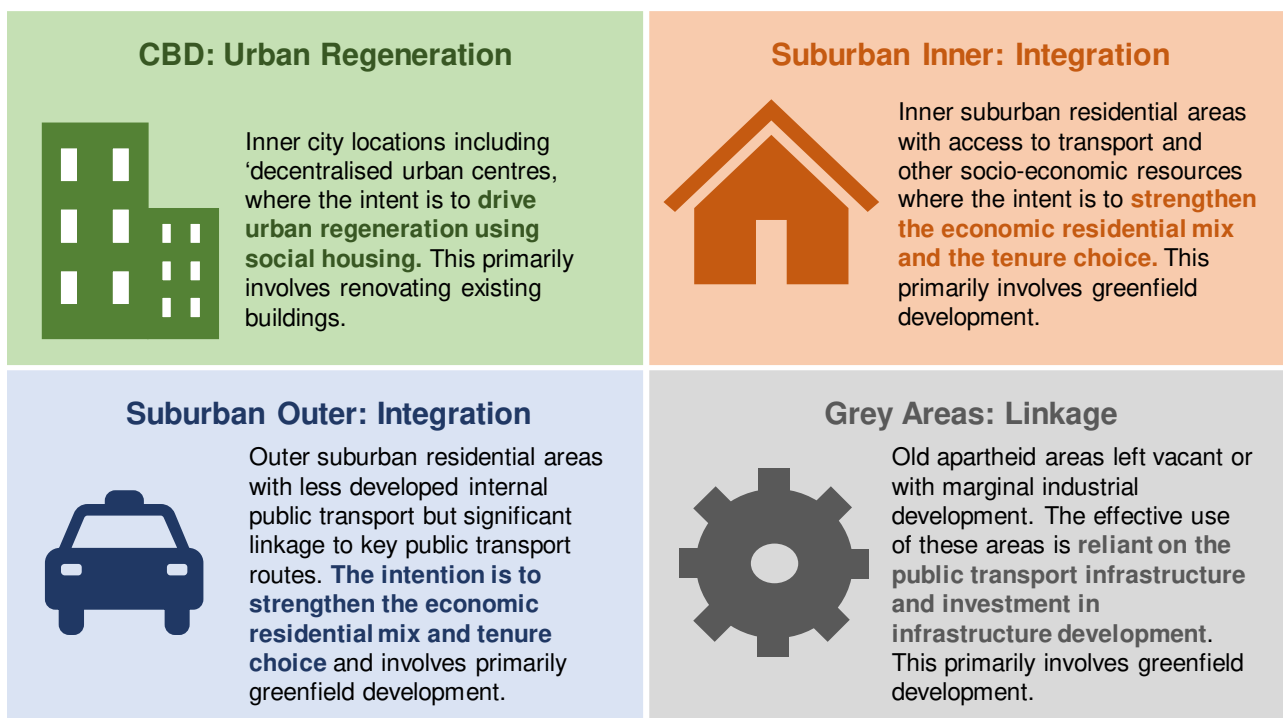 CBD: Urban Regeneration
Inner city locations including
‘decentralised urban centres,
where the intent is to drive
urban regeneration using
social housing. This primarily
involves renovating existing
buildings.
Suburban Inner: Integration
Inner suburban residential areas
with access to transport and
other socio-economic resources
where the intent is to strengthen
the economic residential mix
and the tenure choice. This
primarily involves greenfield
development.
Suburban Outer: Integration
Outer suburban residential areas
with less developed internal
public transport but significant
linkage to key public transport
routes. The intention is to
strengthen the economic
residential mix and tenure
choice and involves primarily
greenfield development.
Grey Areas: Linkage
Old apartheid areas left vacant or
with marginal industrial
development. The effective use
of these areas is reliant on the
public transport infrastructure
and investment in
infrastructure development.
This primarily involves greenfield
development.